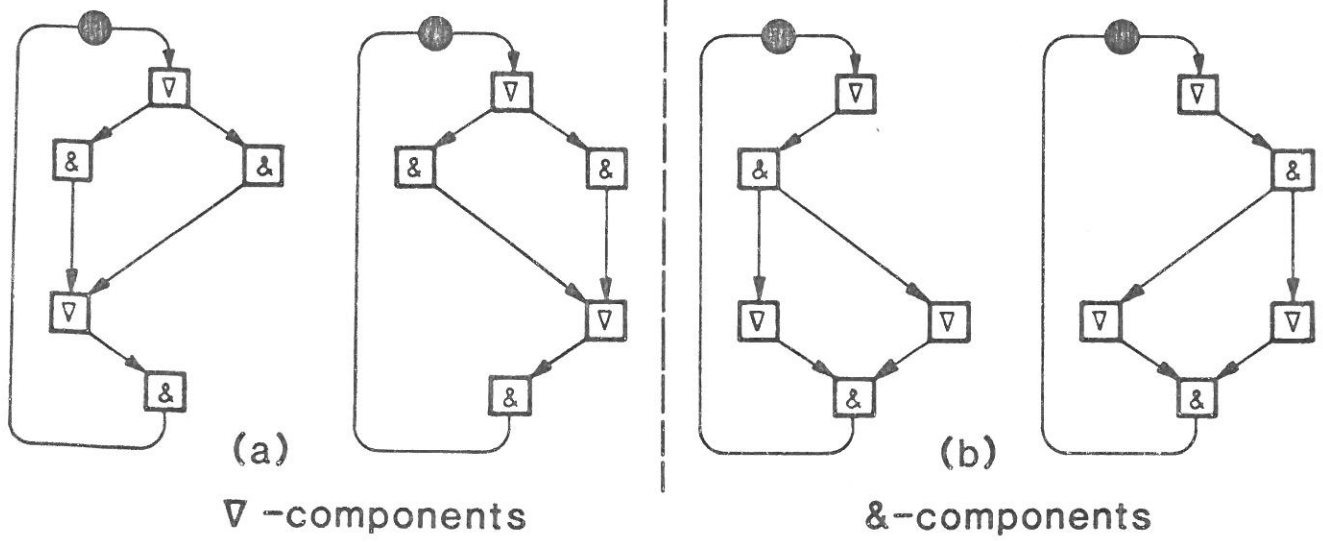 ∇ ∇ ∇ ∇
& & & & & &
∇ ∇ ∇ ∇ ∇ ∇
& & & &
(a) (b)
∇ -components &-components